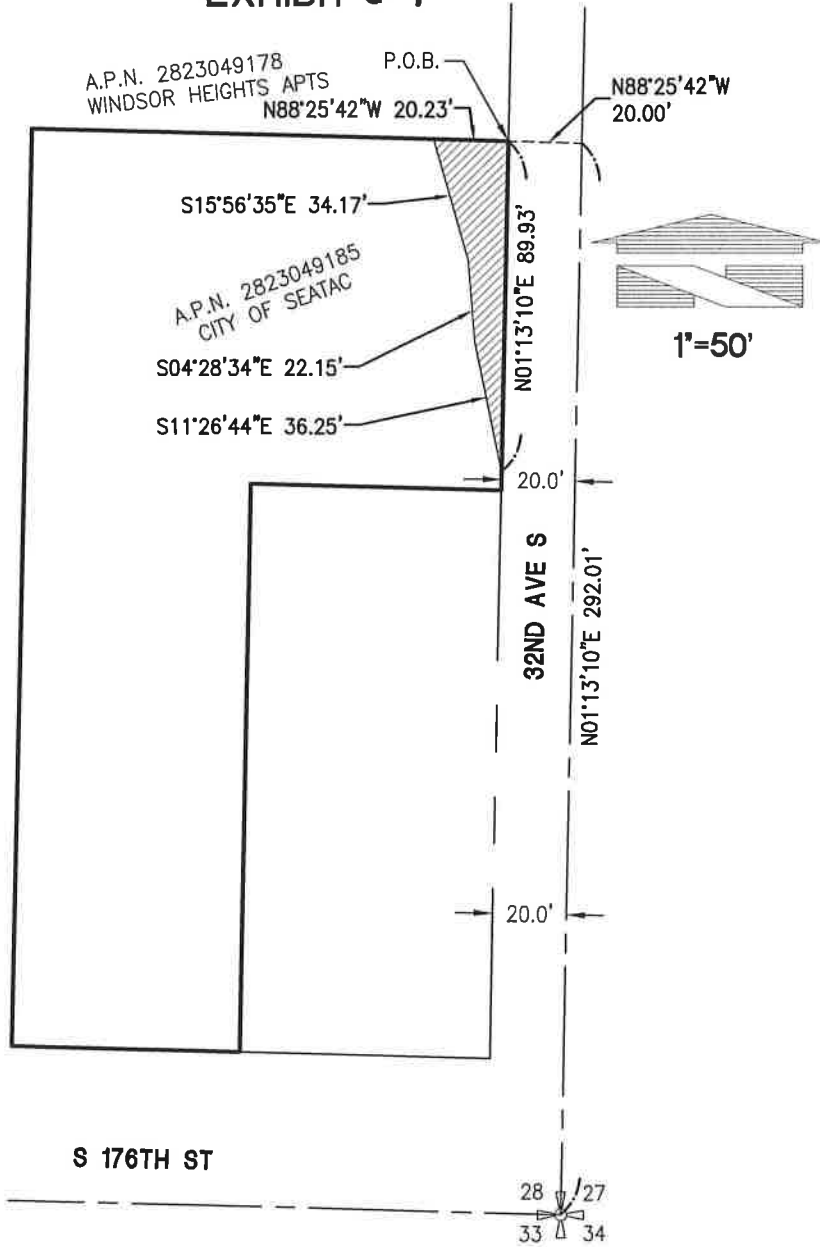 A.P.N. 2823049178
WINDSOR HEIGHTS APTS
P.O.B.
N88°25'42"W 20.23'
N88°25'42"W
20.00'
S15°56'35"E 34.17'
N01°13'10"E 89.93'
A.P.N. 2823049185
CITY OF SEATAC
1"=50'
S04°28'34"E 22.15'
S11°26'44"E 36.25'
20.0'
32ND AVE S
N01°13'10"E 292.01'
20.0'
S 176TH ST
28 27
33 34